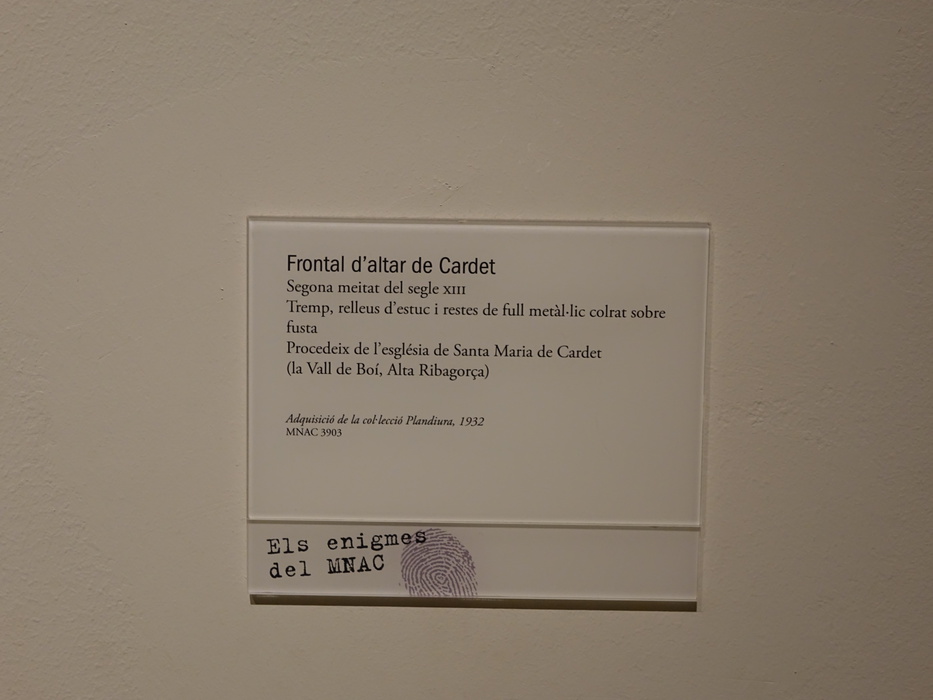 Frontal d'altar de Cardet
Segona meitat del segle XIII
Tremp, relleus d'estuc i restes de full metàl·lic colrat sobre
fusta
Procedeix de l'església de Santa Maria de Cardet
(la Vall de Boí, Alta Ribagorça)
Adquisició de la col·lecció Plandiura, 1932
MNAC 3903
Els enigmes
del MNAC